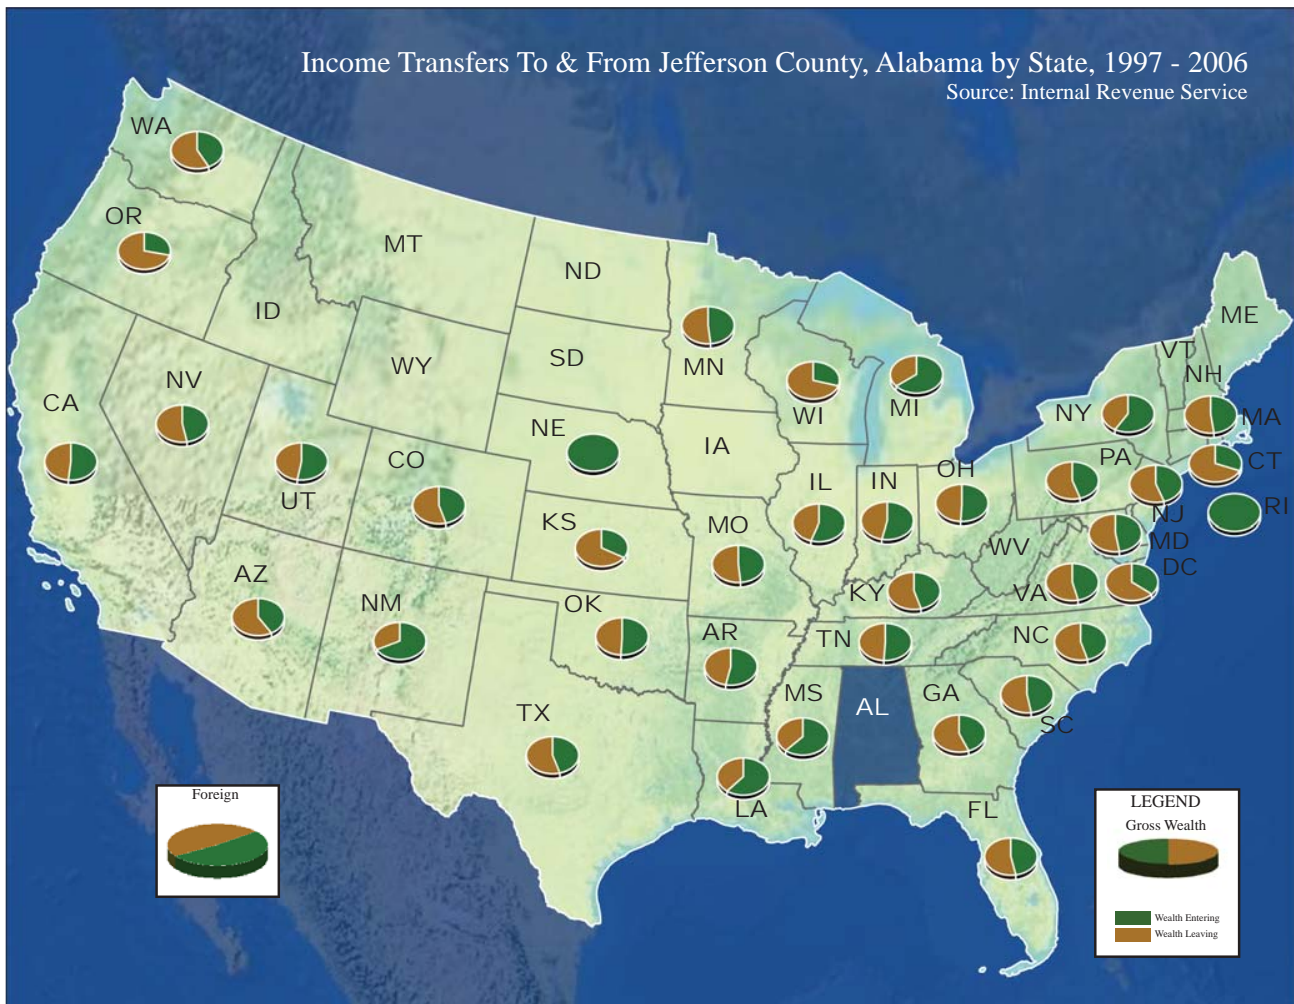 Income Transfers To & From Jefferson County, Alabama by State, 1997 - 2006
Source: Internal Revenue Service
WA
OR
MT
ND
ID
WY
SD
MN
WI
MI
NV
CA
UT
CO
NE
IA
KS
MO
IL
IN
OH
ME
VT
NH
NY
MA
PA
CT
NJ
RI
MD
DC
WV
VA
KY
AZ
NM
OK
AR
TN
NC
TX
MS
AL
GA
SC
LA
FL
Foreign
LEGEND
Gross Wealth
Wealth Entering
Wealth Leaving